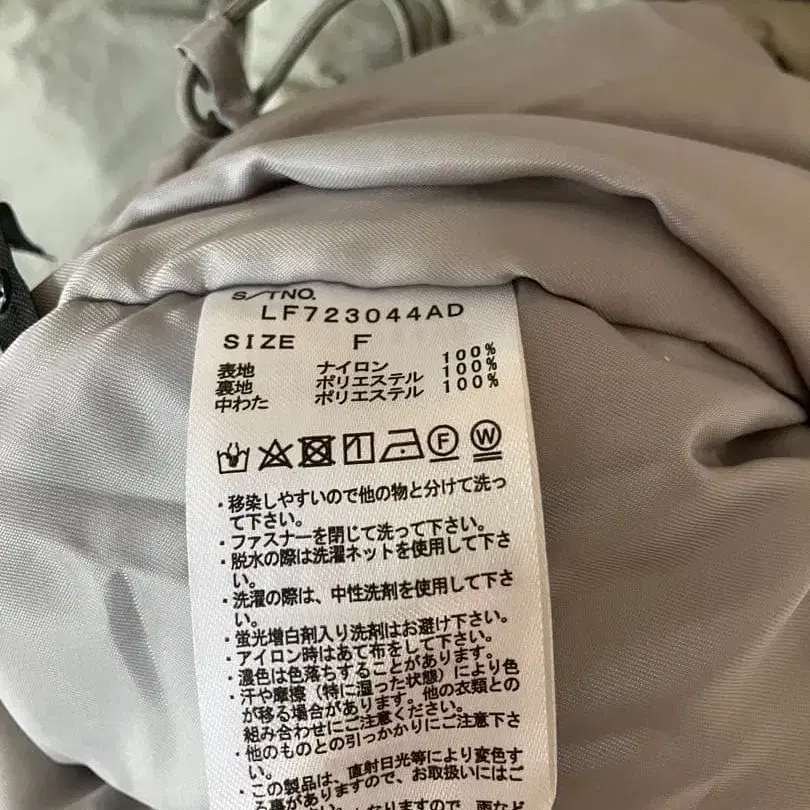 S/TNO.
LF723044AD
SIZE F
表地 ナイロン 100%
裏地 ポリエステル 100%
中わた ポリエステル 100%
F W
・移染しやすいので他の物と分けて洗っ
て下さい。
・ファスナーを閉じて洗って下さい。
・脱水の際は洗濯ネットを使用して下さ
い。
・洗濯の際は、中性洗剤を使用して下さ
い。
・蛍光増白剤入り洗剤はお避け下さい。
・アイロン時はあて布をして下さい。
・濃色は色落ちすることがあります。
・汗や摩擦(特に湿った状態)により色
が移る場合があります。他の衣類との
組み合わせにご注意ください。
・他のものとの引っかかりにご注意下さ
い。
・この製品は、直射日光等により変色す
る事がありますので、お取扱いにはご
なりますので、雨など